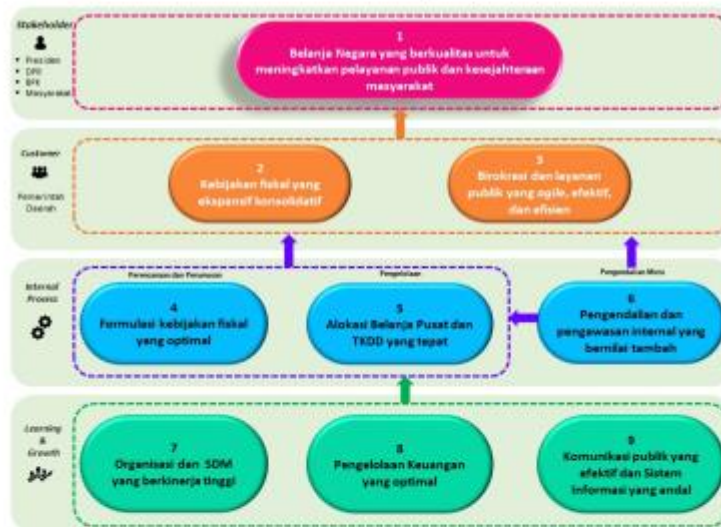 Stakeholder
Presiden
DPR
BPK
Masyarakat
1
Belanja Negara yang berkualitas untuk
meningkatkan pelayanan publik dan kesejahteraan
masyarakat
Customer
Pemerintah
Daerah
2
Kebijakan fiskal yang
ekspansif konsolidatif
3
Birokrasi dan layanan
publik yang agile, efektif,
dan efisien
Internal
Process
Perencanaan dan Perumusan
4
Formulasi kebijakan fiskal
yang optimal
Pengelolaan
5
Alokasi Belanja Pusat dan
TKDD yang tepat
Pengendalian Mutu
6
Pengendalian dan
pengawasan internal yang
bernilai tambah
Learning
&
Growth
7
Organisasi dan SDM
yang berkinerja tinggi
8
Pengelolaan Keuangan
yang optimal
9
Komunikasi publik yang
efektif dan Sistem
Informasi yang andal